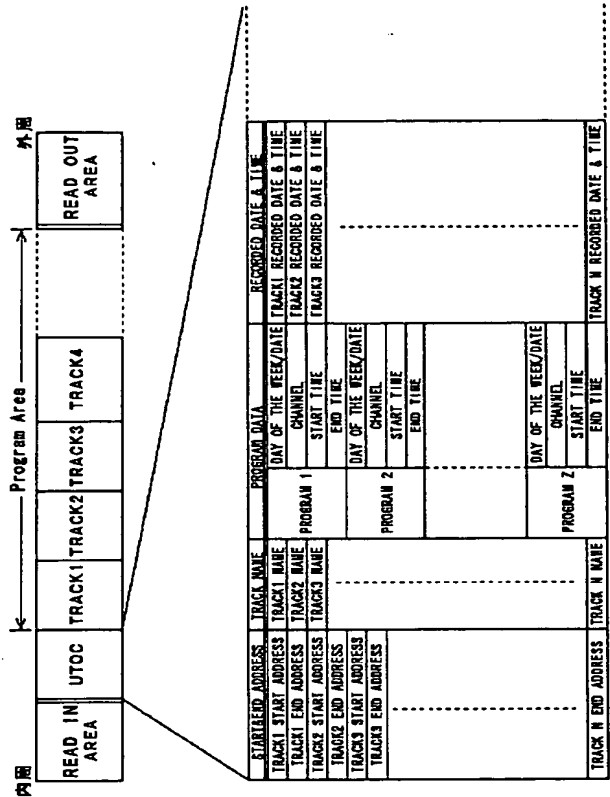 内周
外周
Program Area
READ IN
AREA
UTOC
TRACK1
TRACK2
TRACK3
TRACK4
READ OUT
AREA
START&END ADDRESS
TRACK1 START ADDRESS
TRACK1 END ADDRESS
TRACK2 START ADDRESS
TRACK2 END ADDRESS
TRACK3 START ADDRESS
TRACK3 END ADDRESS
TRACK N END ADDRESS
TRACK NAME
TRACK1 NAME
TRACK2 NAME
TRACK3 NAME
TRACK N NAME
PROGRAM DATA
PROGRAM 1
DAY OF THE WEEK/DATE
CHANNEL
START TIME
END TIME
PROGRAM 2
DAY OF THE WEEK/DATE
CHANNEL
START TIME
END TIME
PROGRAM Z
DAY OF THE WEEK/DATE
CHANNEL
START TIME
END TIME
RECORDED DATE & TIME
TRACK1 RECORDED DATE & TIME
TRACK2 RECORDED DATE & TIME
TRACK3 RECORDED DATE & TIME
TRACK N RECORDED DATE & TIME